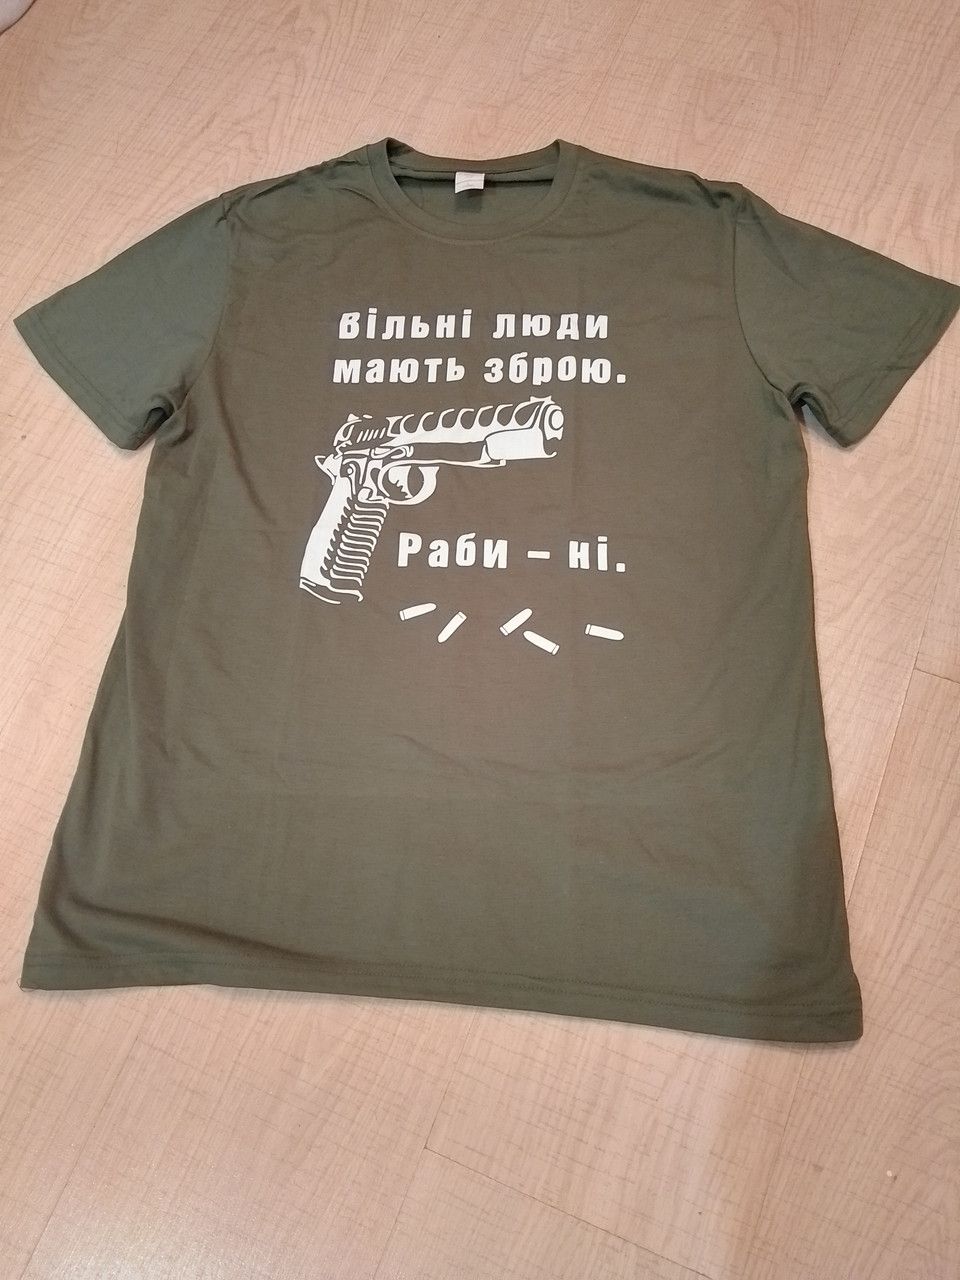 Вільні люди
мають зброю.
Раби – ні.